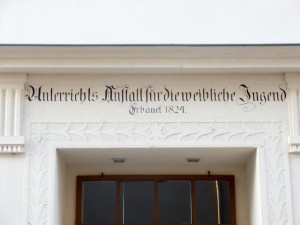 Unterrichts Anstalt für die weibliche Jugend
Erbauet 1824.